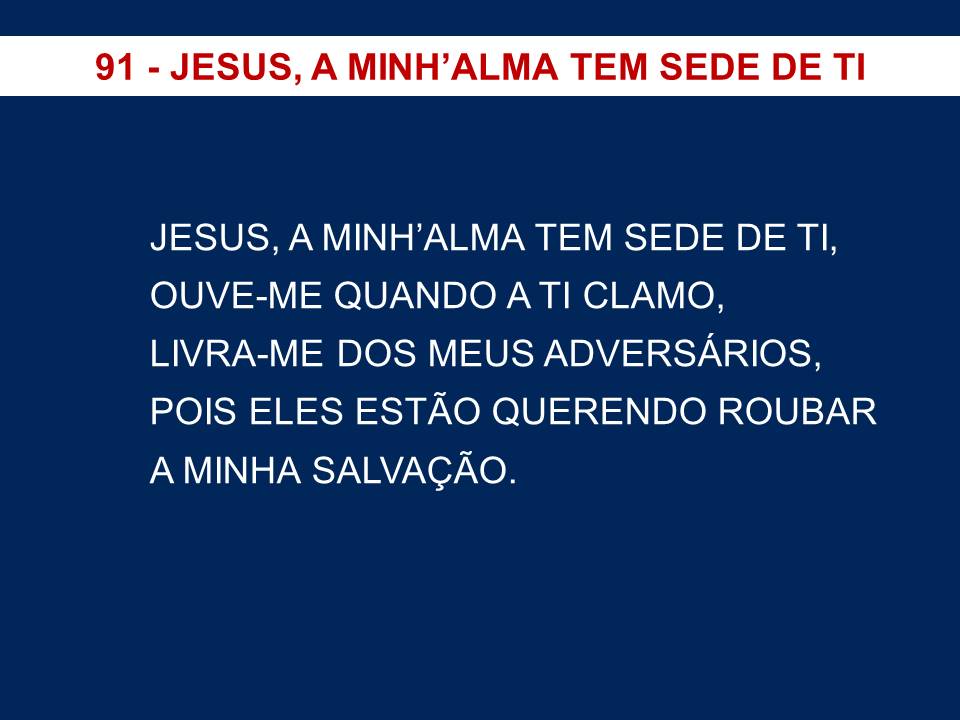 91 - JESUS, A MINH’ALMA TEM SEDE DE TI
JESUS, A MINH’ALMA TEM SEDE DE TI,
OUVE-ME QUANDO A TI CLAMO,
LIVRA-ME DOS MEUS ADVERSÁRIOS,
POIS ELES ESTÃO QUERENDO ROUBAR
A MINHA SALVAÇÃO.